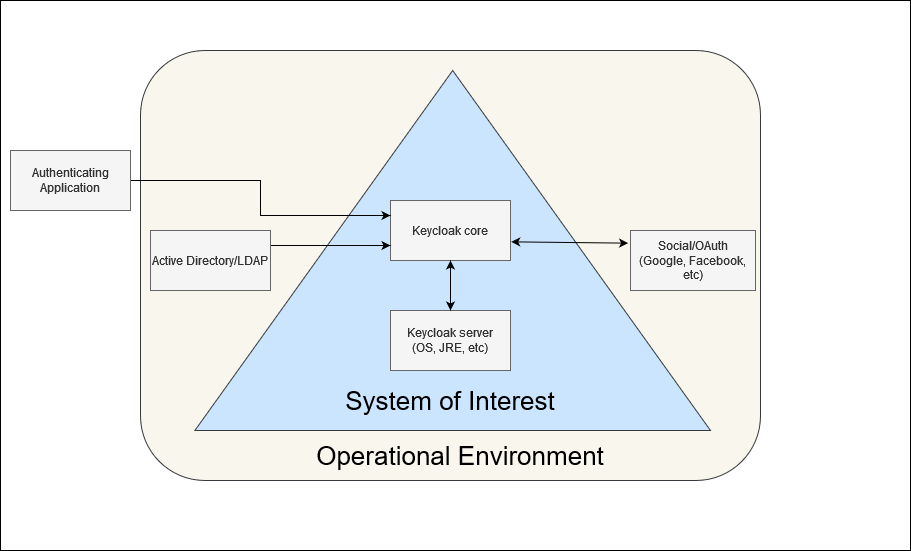 Authenticating
Application
Active Directory/LDAP
Keycloak core
Social/OAuth
(Google, Facebook,
etc)
Keycloak server
(OS, JRE, etc)
System of Interest
Operational Environment